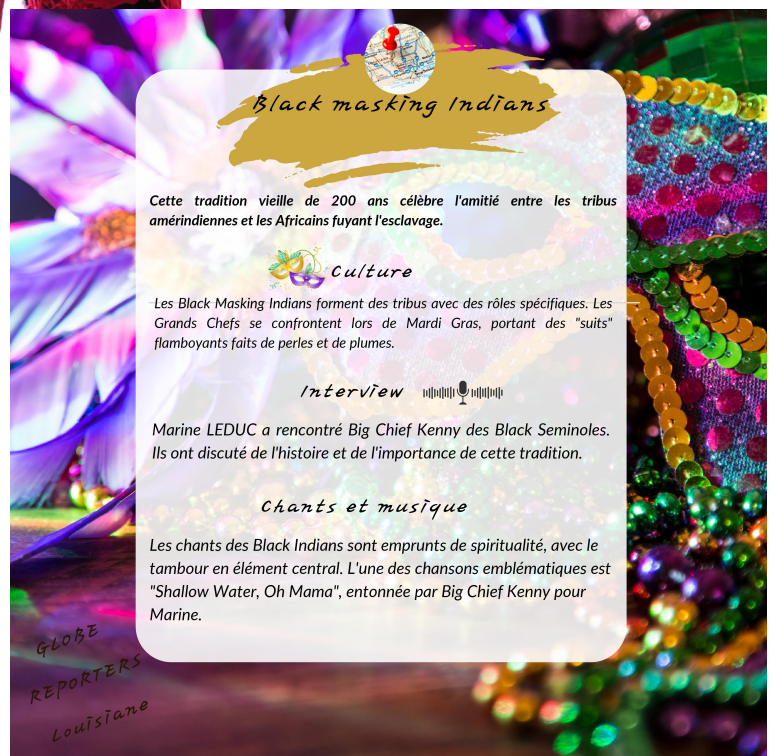 Black masking Indians
Cette tradition vieille de 200 ans célèbre l'amitié entre les tribus
amérindiennes et les Africains fuyant l'esclavage.
Culture
Les Black Masking Indians forment des tribus avec des rôles spécifiques. Les
Grands Chefs se confrontent lors de Mardi Gras, portant des "suits"
flamboyants faits de perles et de plumes.
Interview
Marine LEDUC a rencontré Big Chief Kenny des Black Seminoles.
Ils ont discuté de l'histoire et de l'importance de cette tradition.
Chants et musique
Les chants des Black Indians sont emprunts de spiritualité, avec le
tambour en élément central. L'une des chansons emblématiques est
"Shallow Water, Oh Mama", entonnée par Big Chief Kenny pour
Marine.
GLOBE
REPORTERS
Louisiane